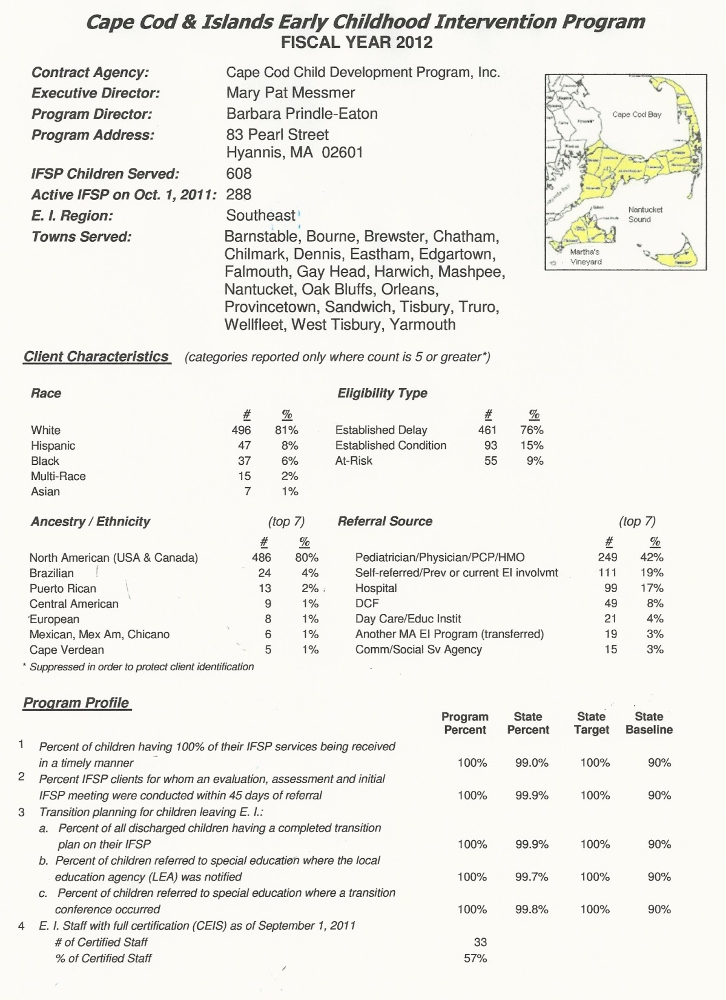 Cape Cod & Islands Early Childhood Intervention Program
FISCAL YEAR 2012
Contract Agency: Cape Cod Child Development Program, Inc.
Executive Director: Mary Pat Messmer
Program Director: Barbara Prindle-Eaton
Program Address: 83 Pearl Street
Hyannis, MA 02601
IFSP Children Served: 608
Active IFSP on Oct. 1, 2011: 288
E. I. Region: Southeast
Towns Served: Barnstable, Bourne, Brewster, Chatham,
Chilmark, Dennis, Eastham, Edgartown,
Falmouth, Gay Head, Harwich, Mashpee,
Nantucket, Oak Bluffs, Orleans,
Provincetown, Sandwich, Tisbury, Truro,
Wellfleet, West Tisbury, Yarmouth
Cape Cod Bay
Nantucket
Sound
Martha's
Vineyard
Client Characteristics (categories reported only where count is 5 or greater*)
Race
# %
White 496 81%
Hispanic 47 8%
Black 37 6%
Multi-Race 15 2%
Asian 7 1%
Eligibility Type
# %
Established Delay 461 76%
Established Condition 93 15%
At-Risk 55 9%
Ancestry / Ethnicity (top 7)
# %
North American (USA & Canada) 486 80%
Brazilian 24 4%
Puerto Rican 13 2%
Central American 9 1%
European 8 1%
Mexican, Mex Am, Chicano 6 1%
Cape Verdean 5 1%
* Suppressed in order to protect client identification
Referral Source (top 7)
# %
Pediatrician/Physician/PCP/HMO 249 42%
Self-referred/Prev or current EI involvmt 111 19%
Hospital 99 17%
DCF 49 8%
Day Care/Educ Instit 21 4%
Another MA EI Program (transferred) 19 3%
Comm/Social Sv Agency 15 3%
Program Profile
Program State State State
Percent Percent Target Baseline
1 Percent of children having 100% of their IFSP services being received
in a timely manner 100% 99.0% 100% 90%
2 Percent IFSP clients for whom an evaluation, assessment and initial
IFSP meeting were conducted within 45 days of referral 100% 99.9% 100% 90%
3 Transition planning for children leaving E. I.:
a. Percent of all discharged children having a completed transition
plan on their IFSP 100% 99.9% 100% 90%
b. Percent of children referred to special education where the local
education agency (LEA) was notified 100% 99.7% 100% 90%
c. Percent of children referred to special education where a transition
conference occurred 100% 99.8% 100% 90%
4 E. I. Staff with full certification (CEIS) as of September 1, 2011
# of Certified Staff 33
% of Certified Staff 57%